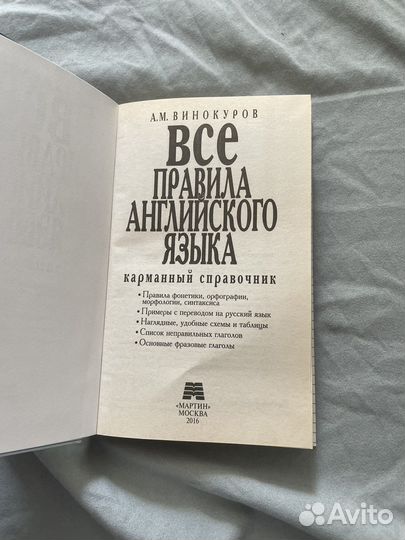 А.М. ВИНОКУРОВ
ВСЕ
ПРАВИЛА
АНГЛИЙСКОГО
ЯЗЫКА
карманный справочник
• Правила фонетики, орфографии,
морфологии, синтаксиса
• Примеры с переводом на русский язык
• Наглядные, удобные схемы и таблицы
• Список неправильных глаголов
• Основные фразовые глаголы
«МАРТИН»
МОСКВА
2016
Avito